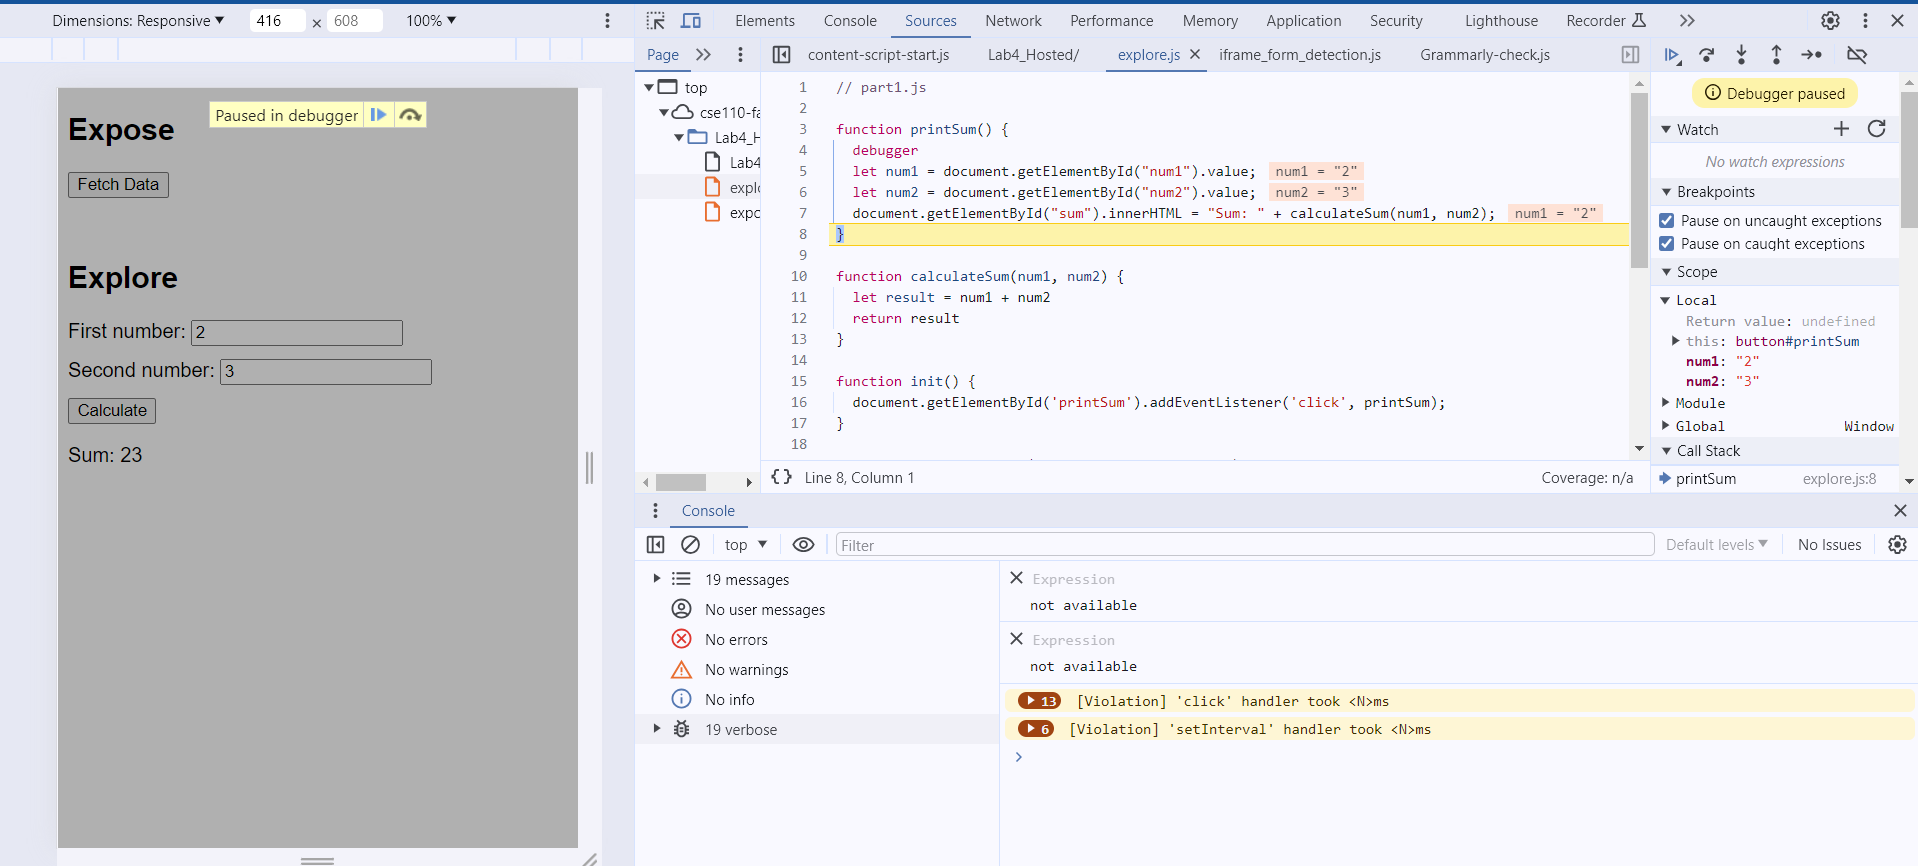 Dimensions: Responsive ▼ 416 × 608 100% ▼
Elements Console Sources Network Performance Memory Application Security Lighthouse Recorder
Page content-script-start.js Lab4_Hosted/ explore.js iframe_form_detection.js Grammarly-check.js
top
cse110-fa
Lab4_H
Lab4
explo
expo
Expose
Paused in debugger
Fetch Data
Explore
First number: 2
Second number: 3
Calculate
Sum: 23
1 // part1.js
2
3 function printSum() {
4 debugger
5 let num1 = document.getElementById("num1").value; num1 = "2"
6 let num2 = document.getElementById("num2").value; num2 = "3"
7 document.getElementById("sum").innerHTML = "Sum: " + calculateSum(num1, num2); num1 = "2"
8 }
9
10 function calculateSum(num1, num2) {
11 let result = num1 + num2
12 return result
13 }
14
15 function init() {
16 document.getElementById('printSum').addEventListener('click', printSum);
17 }
18
{} Line 8, Column 1 Coverage: n/a
Debugger paused
Watch
No watch expressions
Breakpoints
Pause on uncaught exceptions
Pause on caught exceptions
Scope
Local
Return value: undefined
this: button#printSum
num1: "2"
num2: "3"
Module
Global Window
Call Stack
printSum explore.js:8
Console
top ▼ Filter Default levels ▼ No Issues
19 messages
No user messages
No errors
No warnings
No info
19 verbose
Expression
not available
Expression
not available
13 [Violation] 'click' handler took <N>ms
6 [Violation] 'setInterval' handler took <N>ms